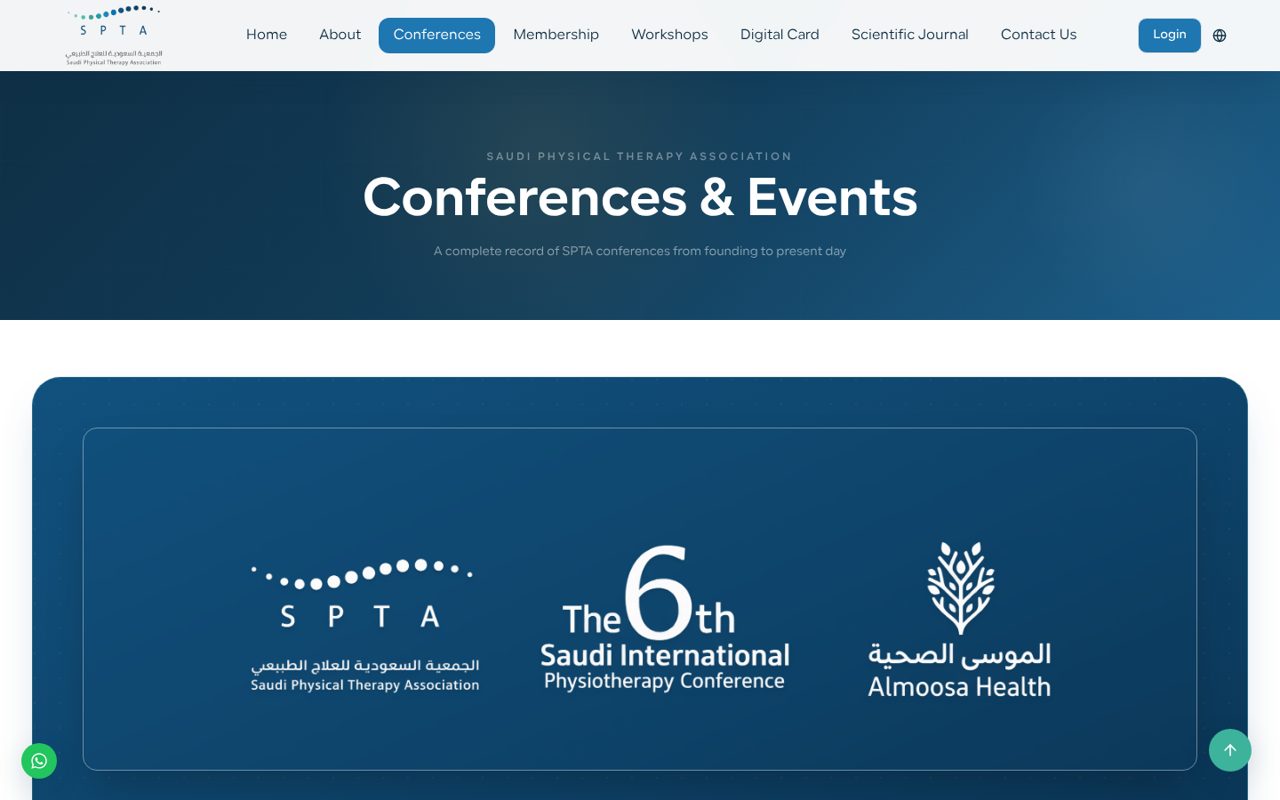 S P T A
الجمعية السعودية للعلاج الطبيعي
Saudi Physical Therapy Association
Home
About
Conferences
Membership
Workshops
Digital Card
Scientific Journal
Contact Us
Login
SAUDI PHYSICAL THERAPY ASSOCIATION
Conferences & Events
A complete record of SPTA conferences from founding to present day
S P T A
الجمعية السعودية للعلاج الطبيعي
Saudi Physical Therapy Association
The 6th
Saudi International
Physiotherapy Conference
الموسى الصحية
Almoosa Health